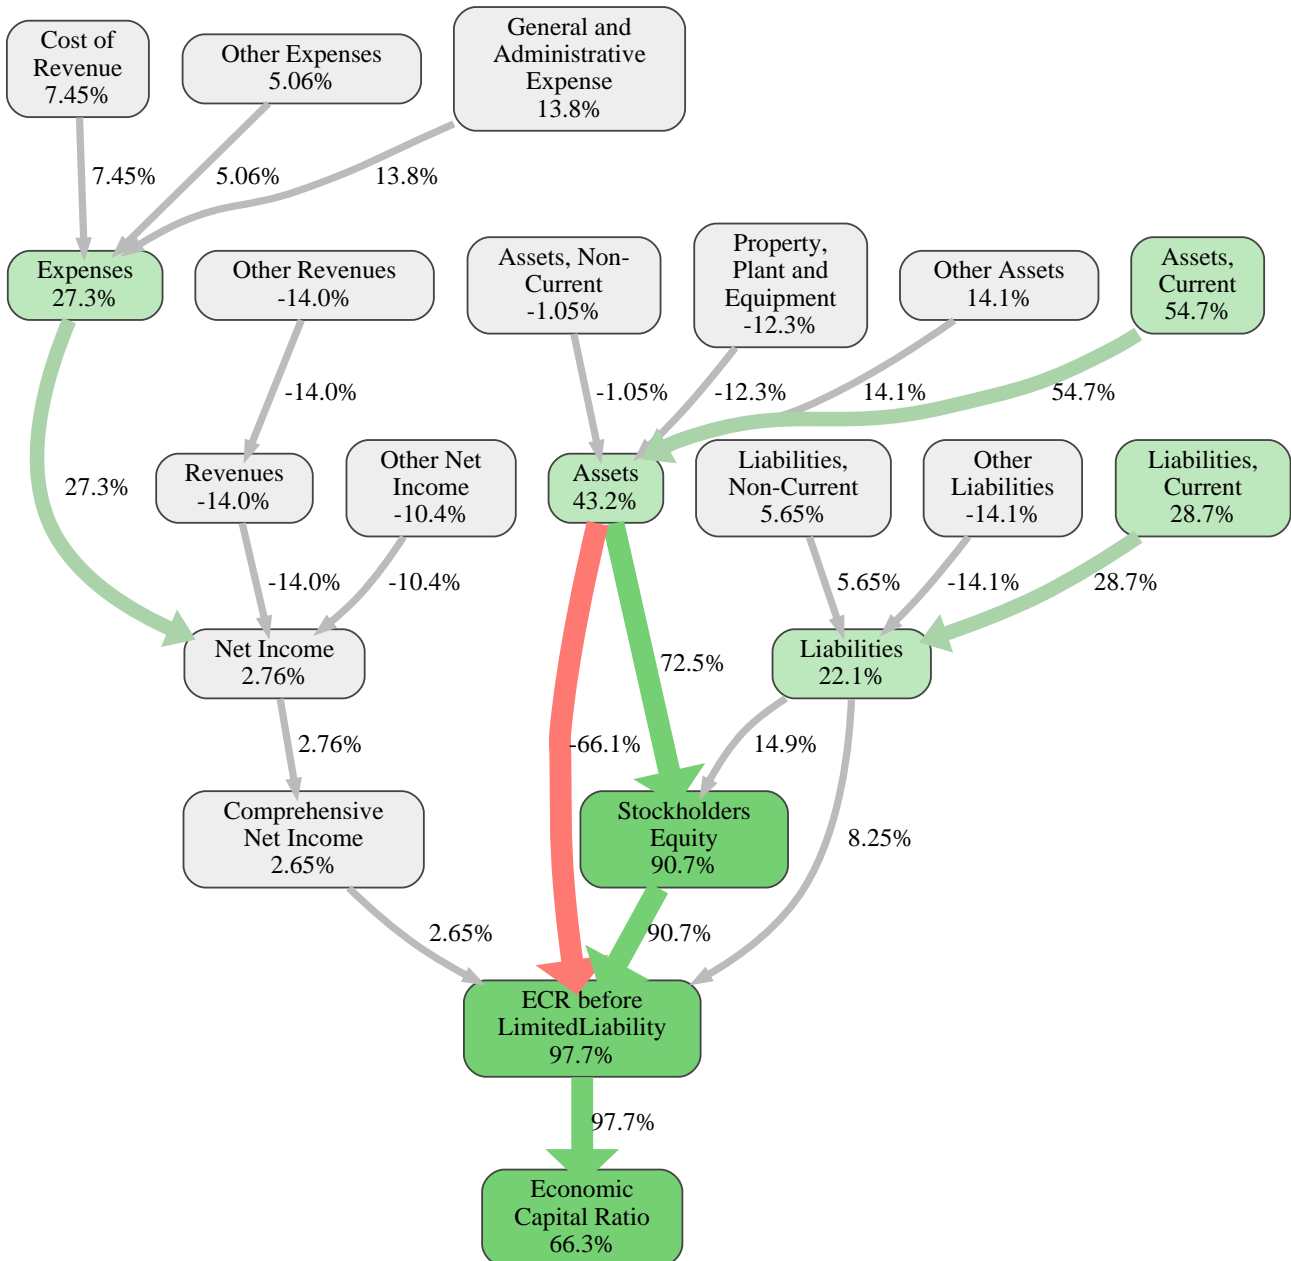 Cost of
Revenue
7.45%
Other Expenses
5.06%
General and
Administrative
Expense
13.8%
7.45%
5.06%
13.8%
Expenses
27.3%
Other Revenues
-14.0%
Assets, Non-
Current
-1.05%
Property,
Plant and
Equipment
-12.3%
Other Assets
14.1%
Assets,
Current
54.7%
-14.0%
-1.05%
-12.3%
14.1%
54.7%
27.3%
Revenues
-14.0%
Other Net
Income
-10.4%
Assets
43.2%
Liabilities,
Non-Current
5.65%
Other
Liabilities
-14.1%
Liabilities,
Current
28.7%
-14.0%
-10.4%
5.65%
-14.1%
28.7%
Net Income
2.76%
72.5%
Liabilities
22.1%
2.76%
-66.1%
14.9%
Comprehensive
Net Income
2.65%
Stockholders
Equity
90.7%
8.25%
2.65%
90.7%
ECR before
LimitedLiability
97.7%
97.7%
Economic
Capital Ratio
66.3%